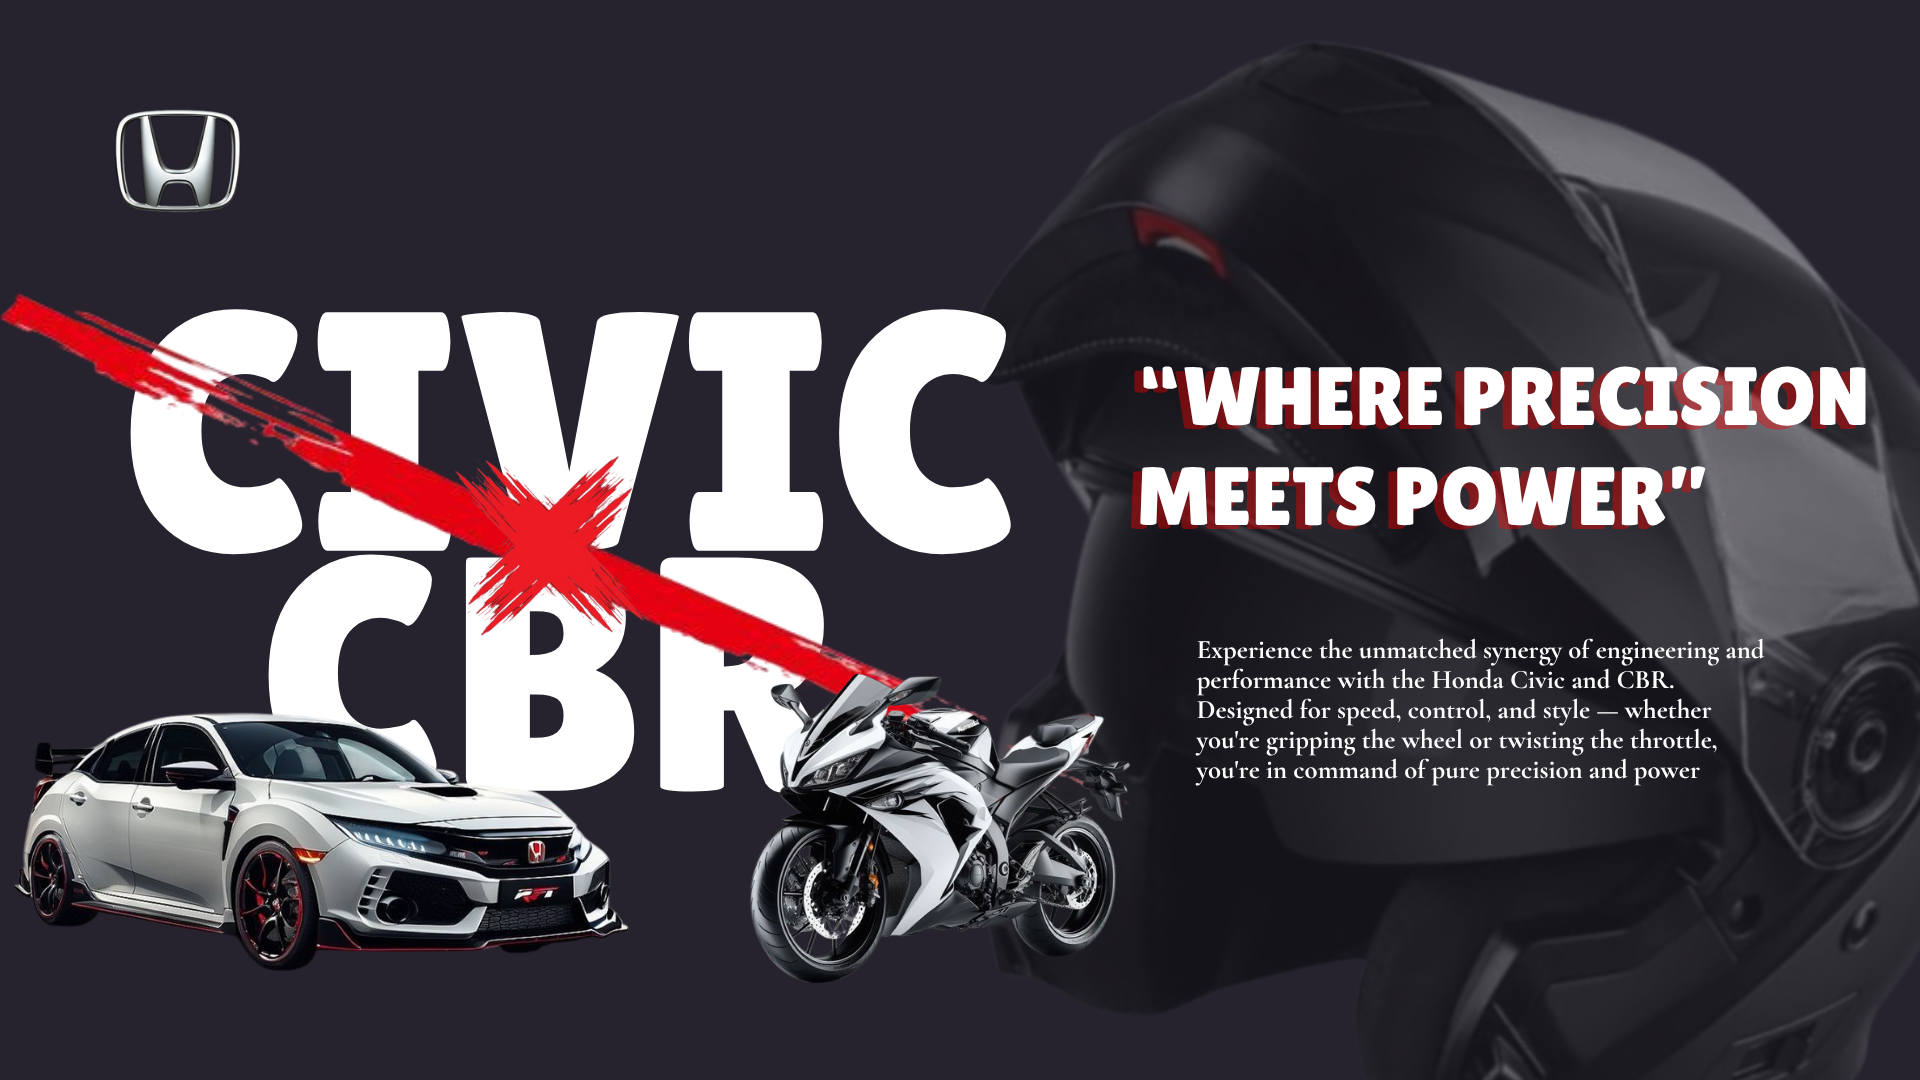 CIVIC
CBR
“WHERE PRECISION
MEETS POWER”
Experience the unmatched synergy of engineering and
performance with the Honda Civic and CBR.
Designed for speed, control, and style — whether
you're gripping the wheel or twisting the throttle,
you're in command of pure precision and power